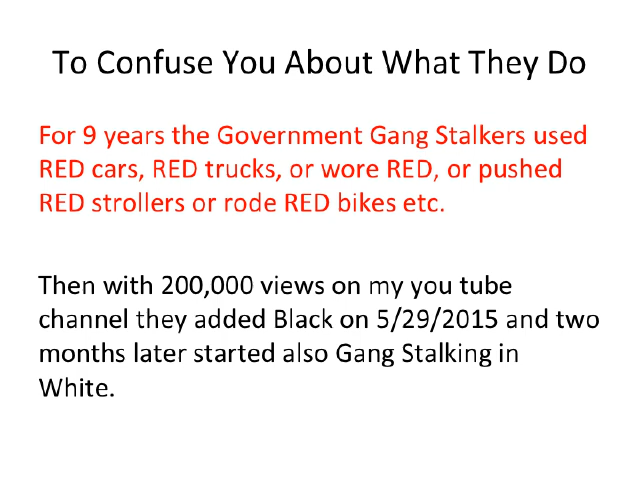 To Confuse You About What They Do
For 9 years the Government Gang Stalkers used
RED cars, RED trucks, or wore RED, or pushed
RED strollers or rode RED bikes etc.
Then with 200,000 views on my you tube
channel they added Black on 5/29/2015 and two
months later started also Gang Stalking in
White.